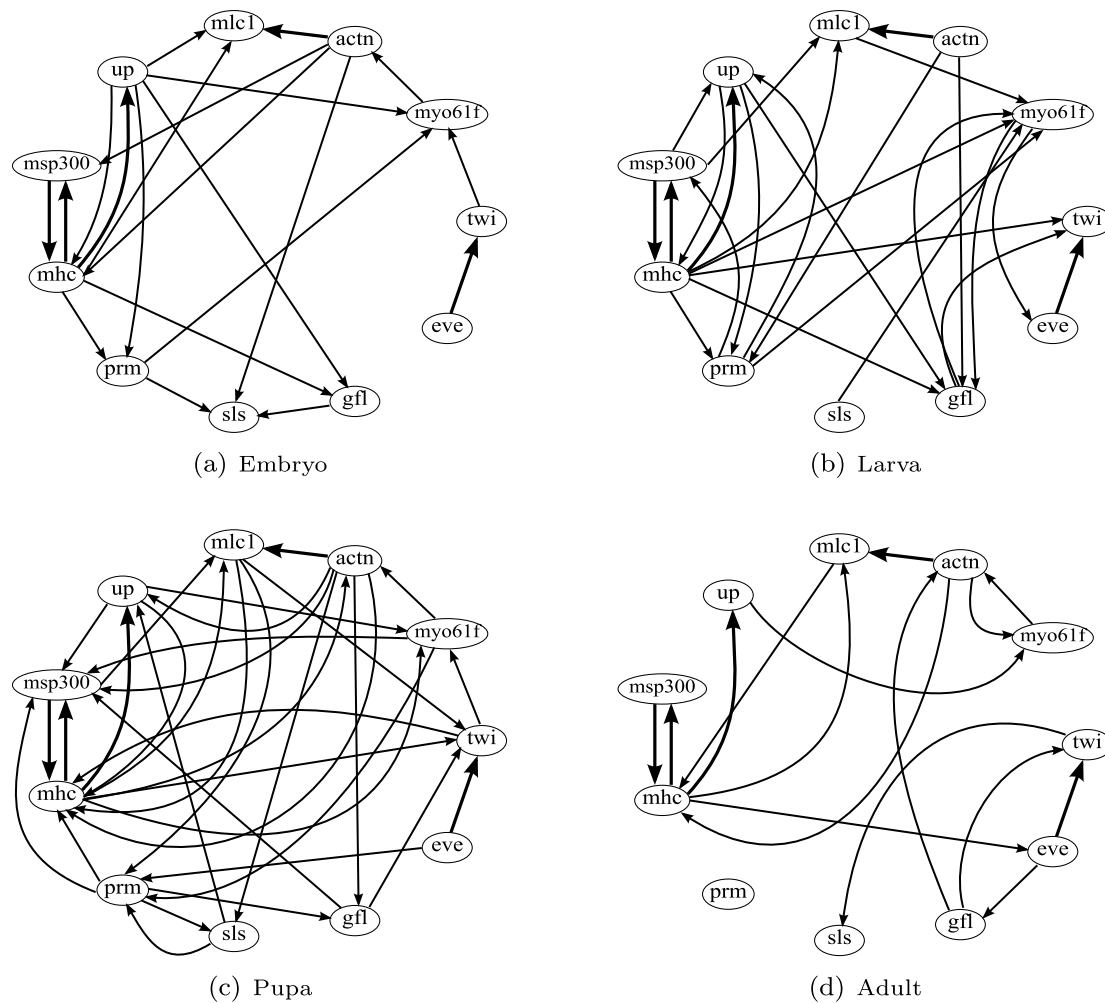 mlc1
actn
up
myo61f
msp300
twi
mhc
eve
prm
gfl
sls
(a) Embryo
mlc1
actn
up
myo61f
msp300
twi
mhc
eve
prm
gfl
sls
(b) Larva
mlc1
actn
up
myo61f
msp300
twi
mhc
eve
prm
gfl
sls
(c) Pupa
mlc1
actn
up
myo61f
msp300
twi
mhc
eve
prm
gfl
sls
(d) Adult